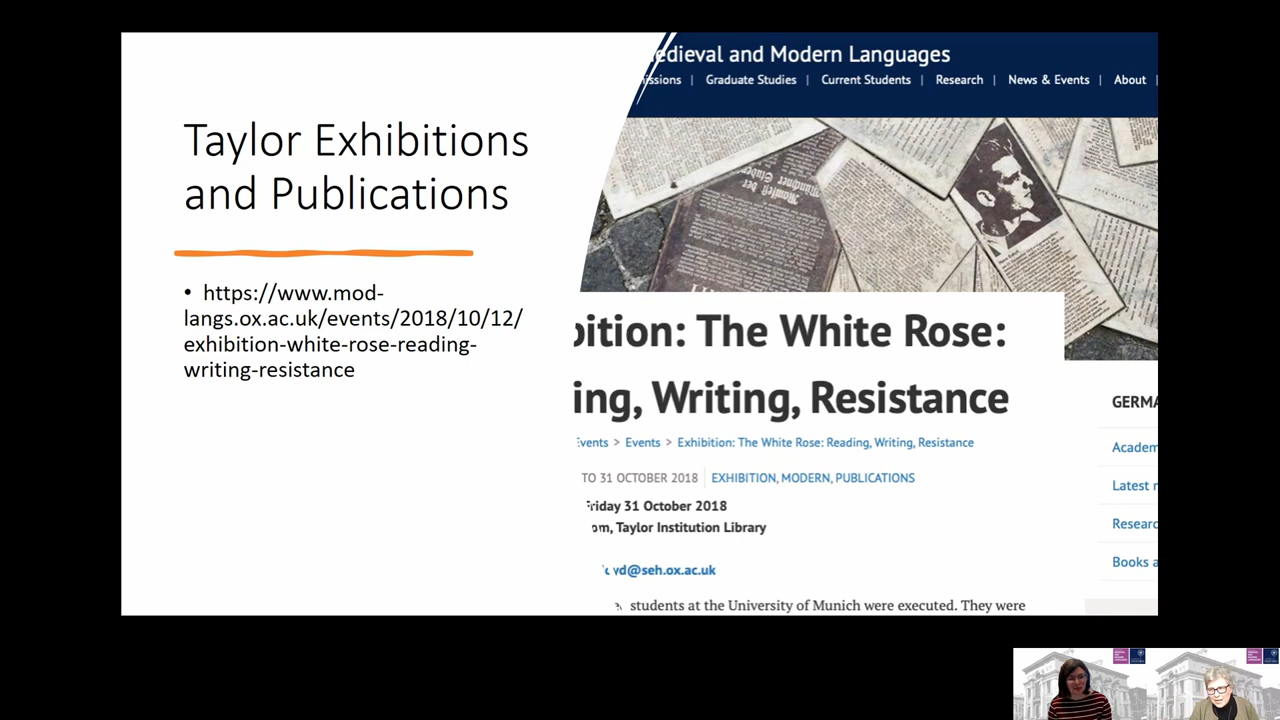 Taylor Exhibitions
and Publications
• https://www.mod-
langs.ox.ac.uk/events/2018/10/12/
exhibition-white-rose-reading-
writing-resistance
edieval and Modern Languages
issions | Graduate Studies | Current Students | Research | News & Events | About |
bition: The White Rose:
ing, Writing, Resistance
Events > Events > Exhibition: The White Rose: Reading, Writing, Resistance
TO 31 OCTOBER 2018 | EXHIBITION, MODERN, PUBLICATIONS
Friday 31 October 2018
om, Taylor Institution Library
yd@seh.ox.ac.uk
students at the University of Munich were executed. They were
GERMA
Academ
Latest r
Researc
Books a